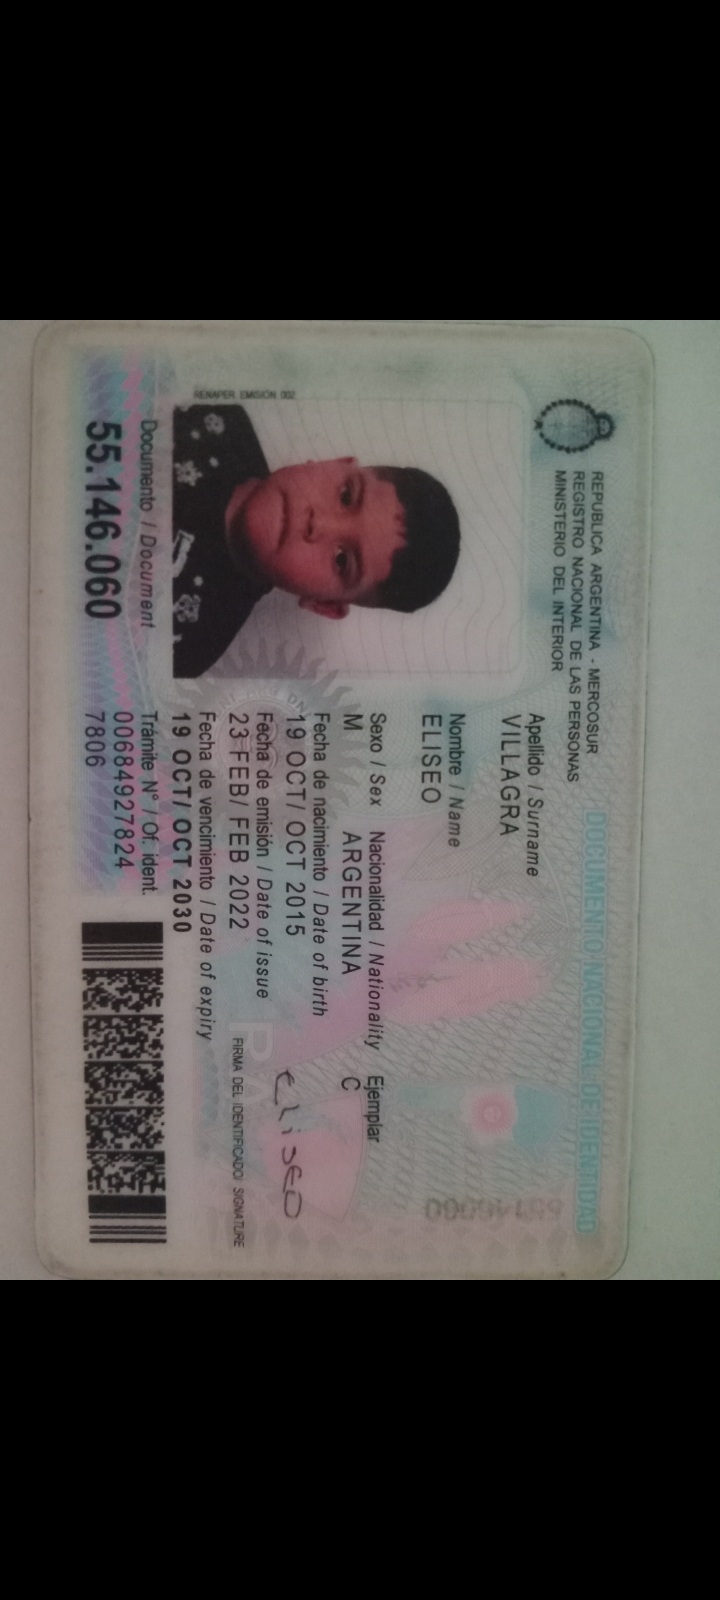 REPUBLICA ARGENTINA - MERCOSUR
REGISTRO NACIONAL DE LAS PERSONAS
MINISTERIO DEL INTERIOR
DOCUMENTO NACIONAL DE IDENTIDAD
Apellido / Surname
VILLAGRA
Nombre / Name
ELISEO
Sexo / Sex Nacionalidad / Nationality Ejemplar
M ARGENTINA C
Fecha de nacimiento / Date of birth
19 OCT/ OCT 2015
Fecha de emisión / Date of issue
23 FEB/ FEB 2022
Fecha de vencimiento / Date of expiry
19 OCT/ OCT 2030
ELiSEO
FIRMA DEL IDENTIFICADO/ SIGNATURE
RENAPER EMISION 002
Documento / Document
55.146.060
Trámite N° / Of. ident.
00684927824
7806